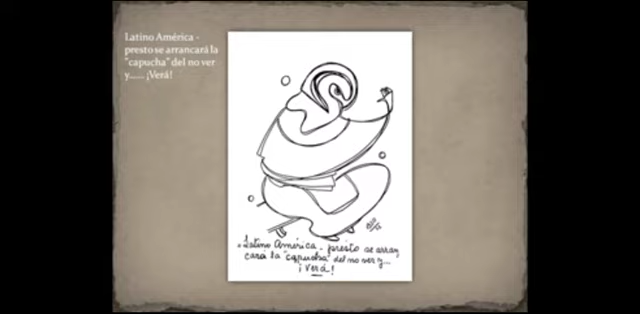 Latino América -
presto se arrancará la
"capucha" del no ver
y...... ¡Verá!
"Latino América - presto se arran
cará la "capucha" del no ver y...
¡Verá!